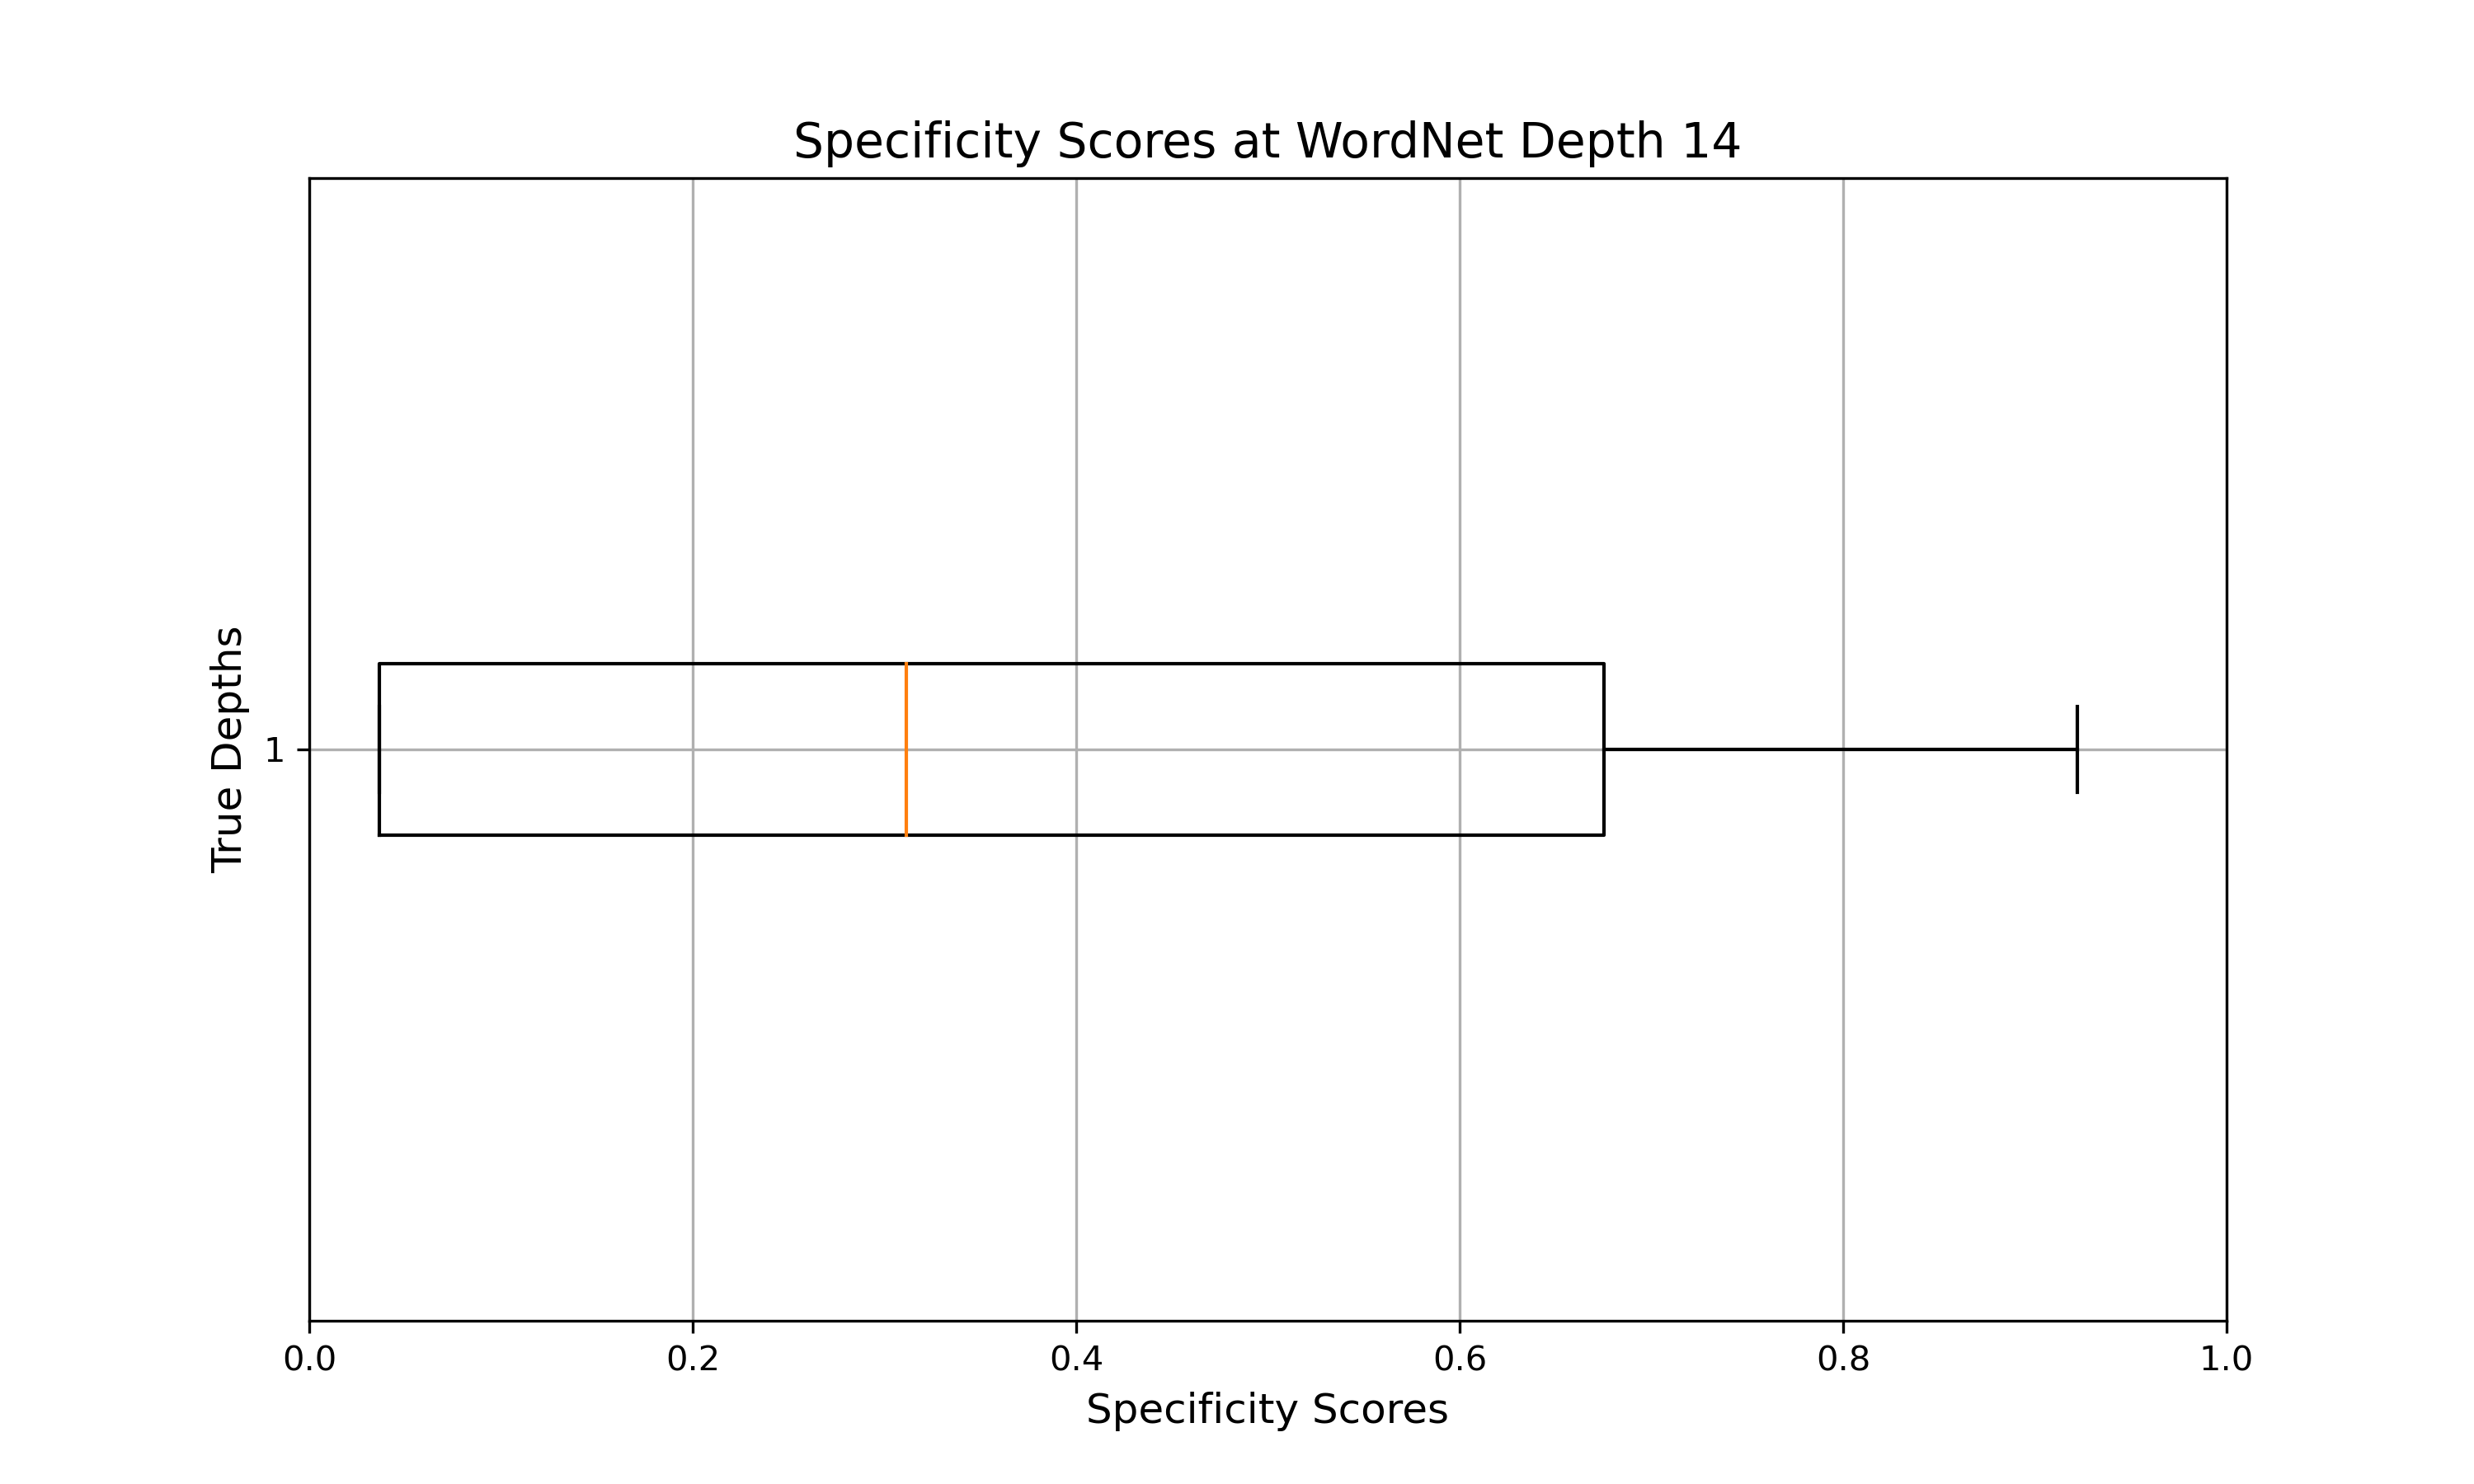 Specificity Scores at WordNet Depth 14
True Depths
1
0.0 0.2 0.4 0.6 0.8 1.0
Specificity Scores